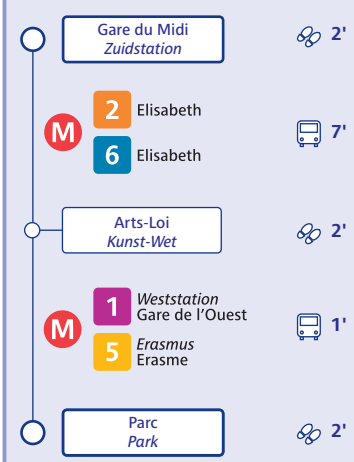 Gare du Midi
Zuidstation
2'
M
2 Elisabeth
6 Elisabeth
7'
Arts-Loi
Kunst-Wet
2'
M
1 Weststation
Gare de l'Ouest
5 Erasmus
Erasme
1'
Parc
Park
2'